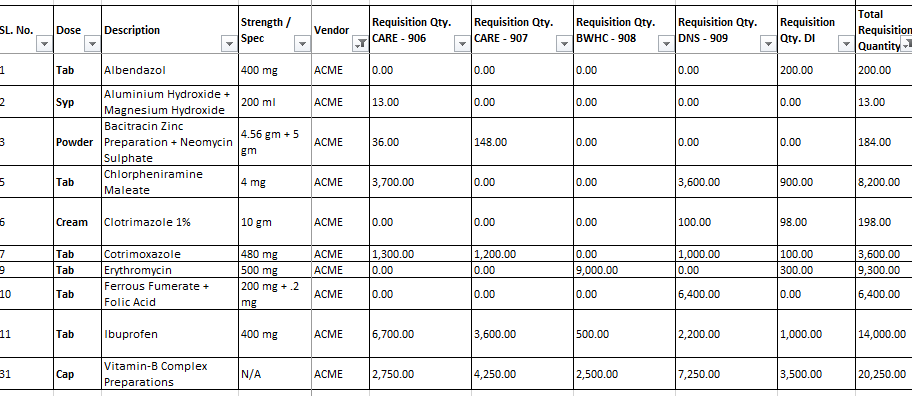 SL. No. Dose Description Strength / Spec Vendor Requisition Qty. CARE - 906 Requisition Qty. CARE - 907 Requisition Qty. BWHC - 908 Requisition Qty. DNS - 909 Requisition Qty. DI Total Requisition Quantity
1 Tab Albendazol 400 mg ACME 0.00 0.00 0.00 0.00 200.00 200.00
2 Syp Aluminium Hydroxide + Magnesium Hydroxide 200 ml ACME 13.00 0.00 0.00 0.00 0.00 13.00
3 Powder Bacitracin Zinc Preparation + Neomycin Sulphate 4.56 gm + 5 gm ACME 36.00 148.00 0.00 0.00 0.00 184.00
5 Tab Chlorpheniramine Maleate 4 mg ACME 3,700.00 0.00 0.00 3,600.00 900.00 8,200.00
6 Cream Clotrimazole 1% 10 gm ACME 0.00 0.00 0.00 100.00 98.00 198.00
7 Tab Cotrimoxazole 480 mg ACME 1,300.00 1,200.00 0.00 1,000.00 100.00 3,600.00
9 Tab Erythromycin 500 mg ACME 0.00 0.00 9,000.00 0.00 300.00 9,300.00
10 Tab Ferrous Fumerate + Folic Acid 200 mg + .2 mg ACME 0.00 0.00 0.00 6,400.00 0.00 6,400.00
11 Tab Ibuprofen 400 mg ACME 6,700.00 3,600.00 500.00 2,200.00 1,000.00 14,000.00
31 Cap Vitamin-B Complex Preparations N/A ACME 2,750.00 4,250.00 2,500.00 7,250.00 3,500.00 20,250.00